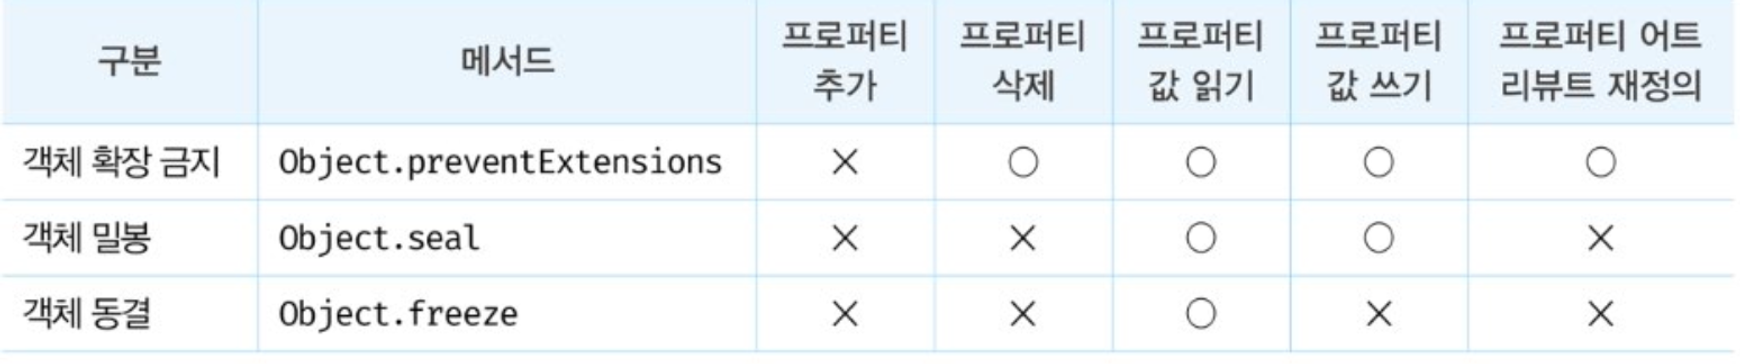 구분 메서드 프로퍼티 추가 프로퍼티 삭제 프로퍼티 값 읽기 프로퍼티 값 쓰기 프로퍼티 어트리뷰트 재정의
객체 확장 금지 Object.preventExtensions × ○ ○ ○ ○
객체 밀봉 Object.seal × × ○ ○ ×
객체 동결 Object.freeze × × ○ × ×